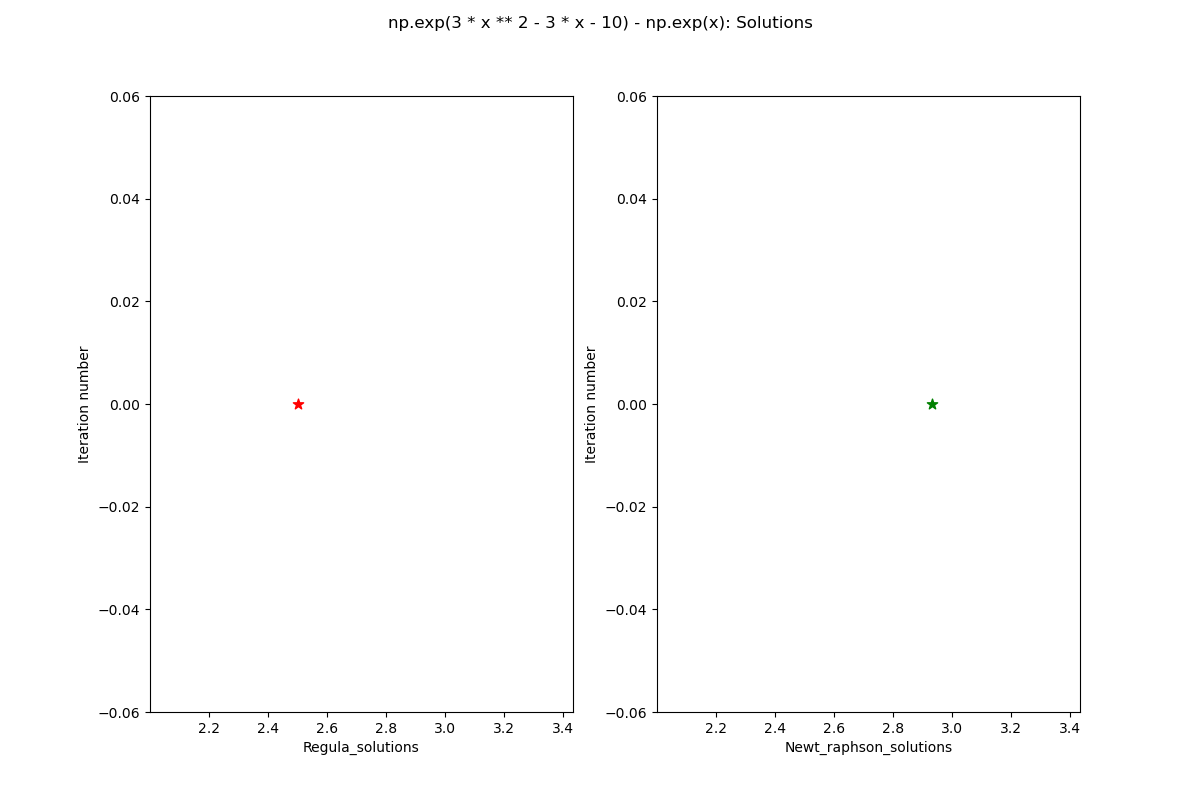 np.exp(3 * x ** 2 - 3 * x - 10) - np.exp(x): Solutions
0.06
0.04
0.02
0.00
−0.02
−0.04
−0.06
Iteration number
2.2 2.4 2.6 2.8 3.0 3.2 3.4
Regula_solutions
0.06
0.04
0.02
0.00
−0.02
−0.04
−0.06
Iteration number
2.2 2.4 2.6 2.8 3.0 3.2 3.4
Newt_raphson_solutions